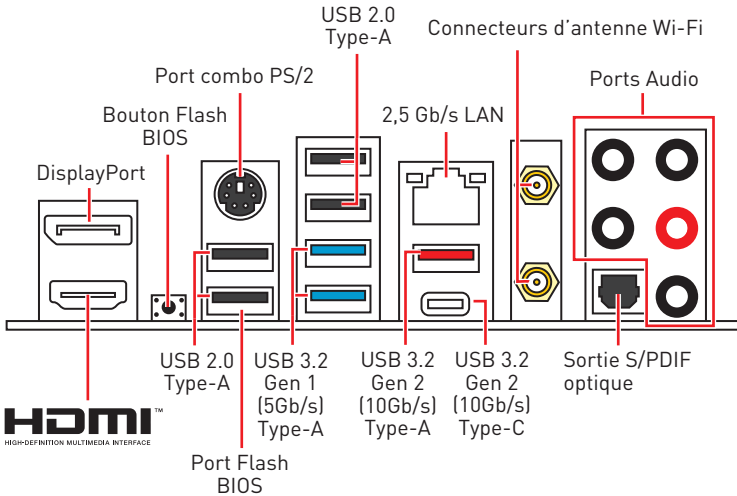 USB 2.0
Type-A
Connecteurs d'antenne Wi-Fi
Port combo PS/2
Ports Audio
Bouton Flash
BIOS
2,5 Gb/s LAN
DisplayPort
USB 2.0
Type-A
USB 3.2
Gen 1
(5Gb/s)
Type-A
USB 3.2
Gen 2
(10Gb/s)
Type-A
USB 3.2
Gen 2
(10Gb/s)
Type-C
Sortie S/PDIF
optique
HDMI™
HIGH-DEFINITION MULTIMEDIA INTERFACE
Port Flash
BIOS